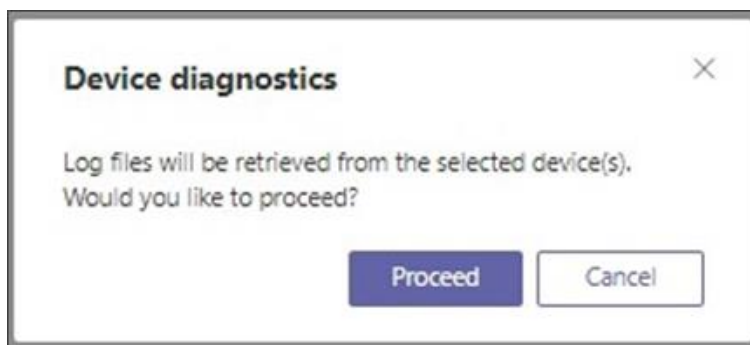 Device diagnostics
Log files will be retrieved from the selected device(s).
Would you like to proceed?
Proceed
Cancel